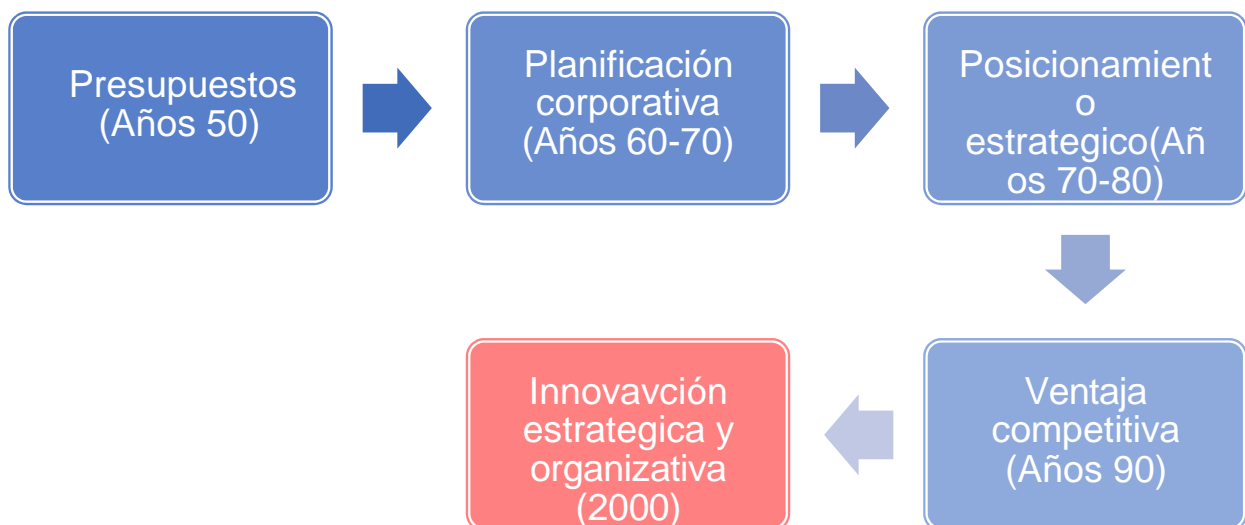 Presupuestos
(Años 50)
Planificación
corporativa
(Años 60-70)
Posicionamient
o
estrategico(Añ
os 70-80)
Ventaja
competitiva
(Años 90)
Innovavción
estrategica y
organizativa
(2000)